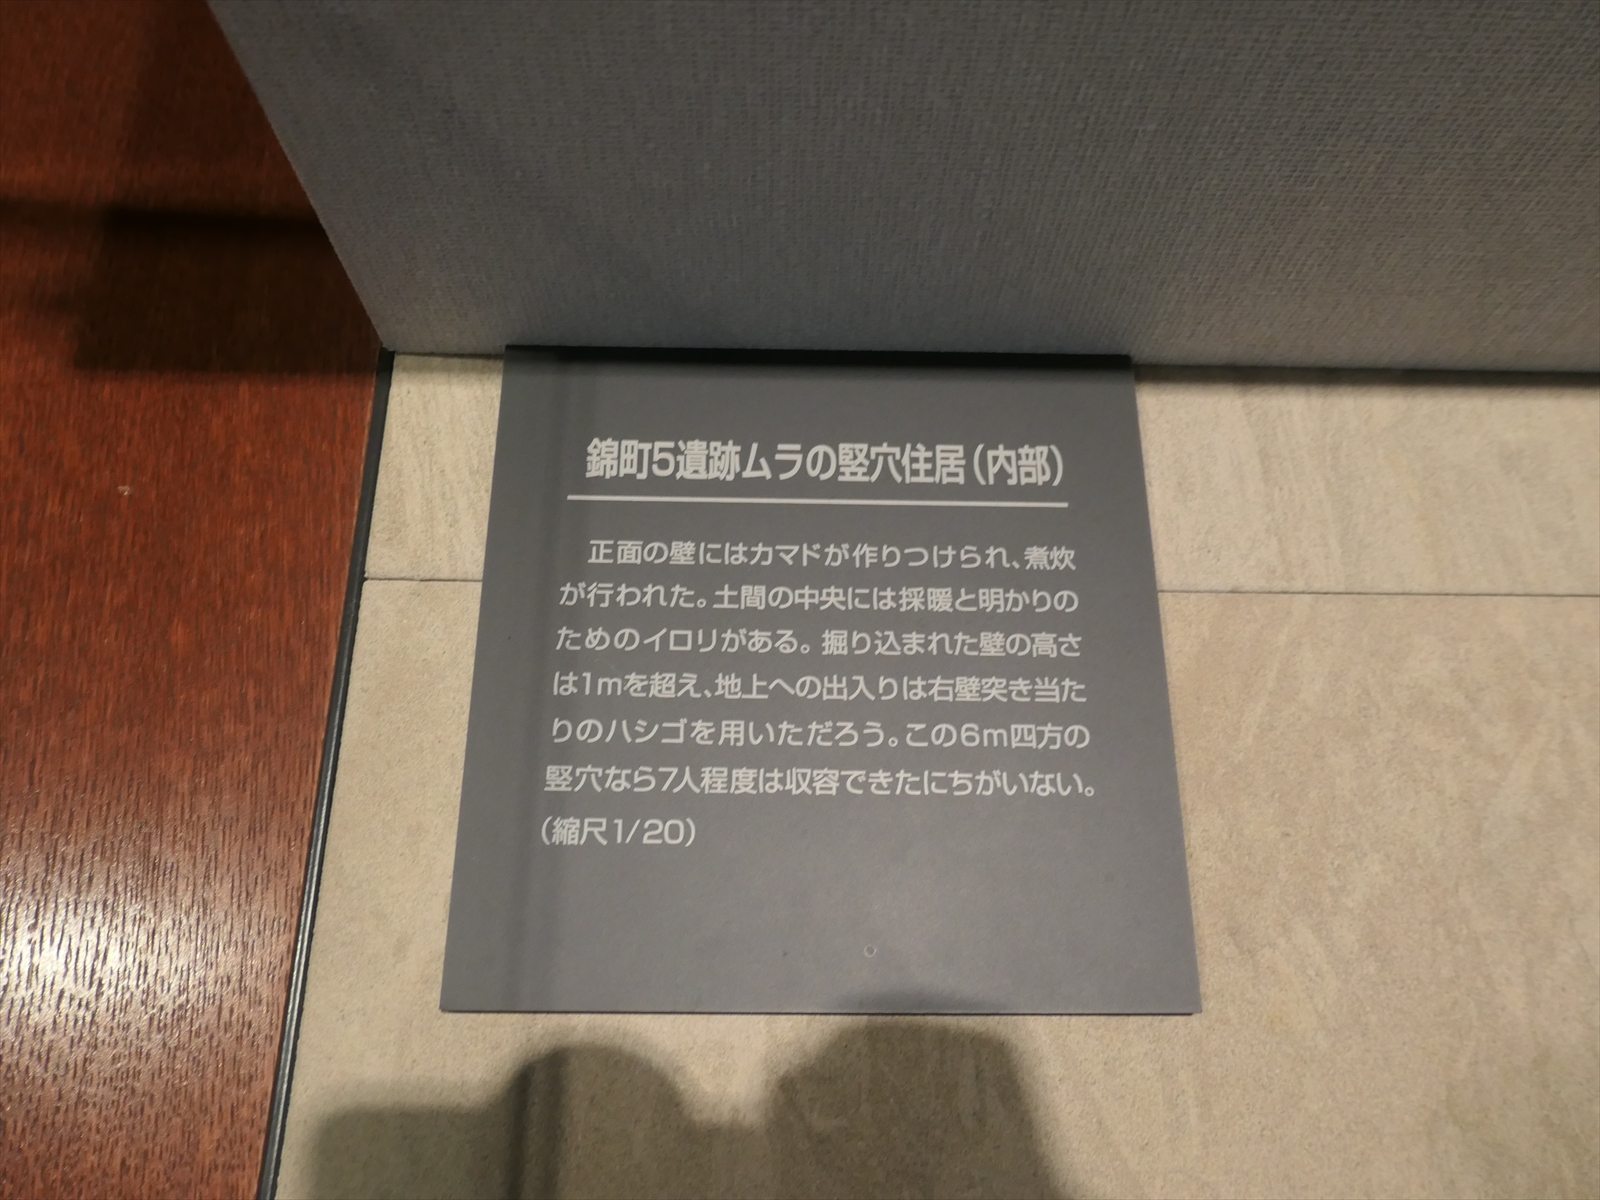 錦町5遺跡ムラの竪穴住居（内部）
正面の壁にはカマドが作りつけられ、煮炊
が行われた。土間の中央には採暖と明かりの
ためのイロリがある。掘り込まれた壁の高さ
は1mを超え、地上への出入りは右壁突き当た
りのハシゴを用いただろう。この6m四方の
竪穴なら7人程度は収容できたにちがいない。
（縮尺1/20）